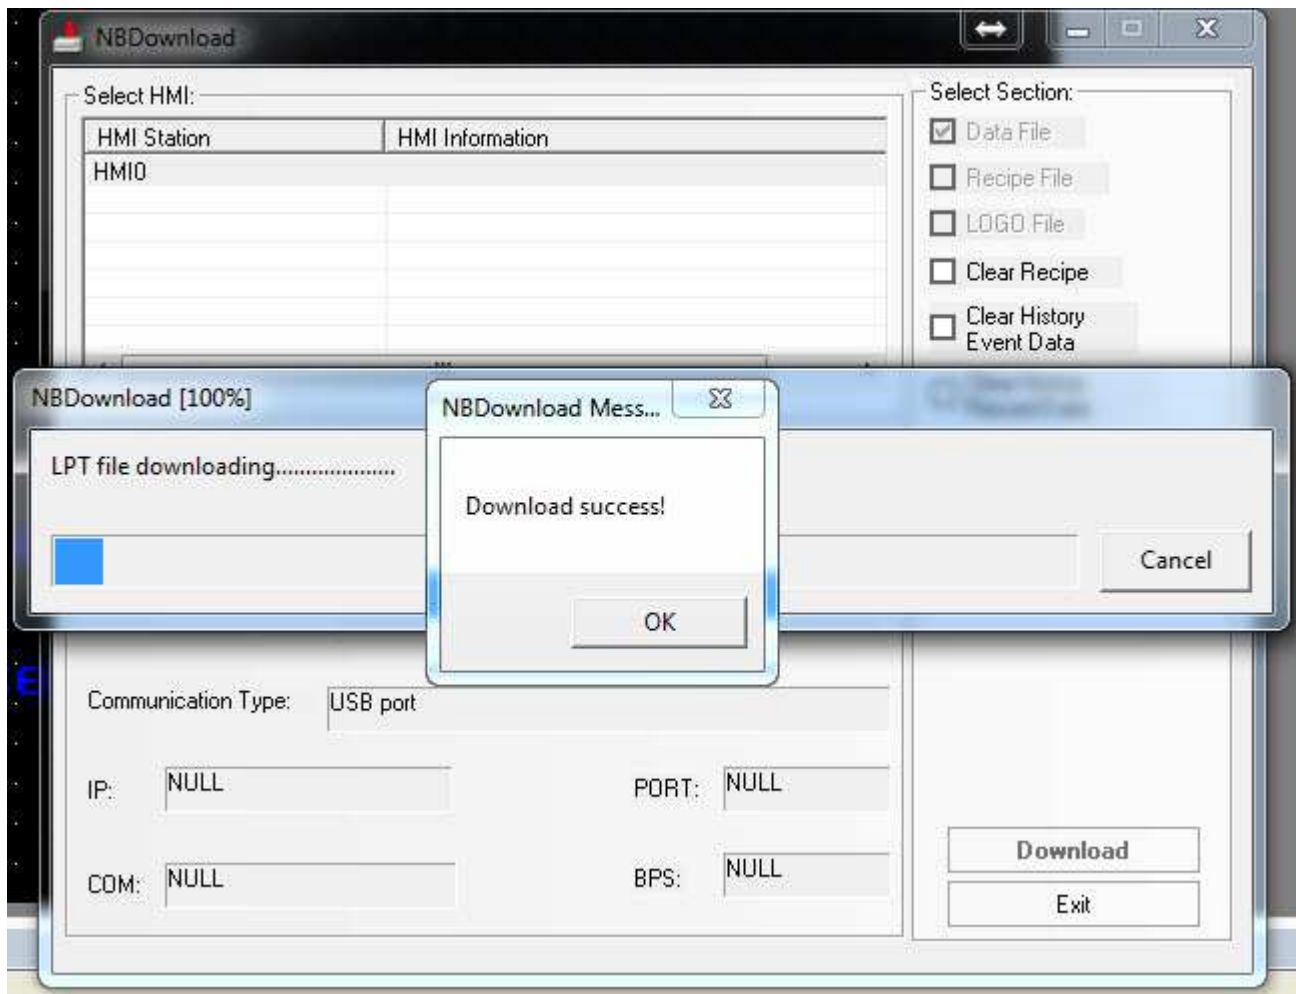 NBDownload
Select HMI:
HMI Station HMI Information
HMI0
Select Section:
Data File
Recipe File
LOGO File
Clear Recipe
Clear History
Event Data
NBDownload [100%]
LPT file downloading....................
Cancel
NBDownload Mess...
Download success!
OK
Communication Type: USB port
IP: NULL PORT: NULL
COM: NULL BPS: NULL
Download
Exit